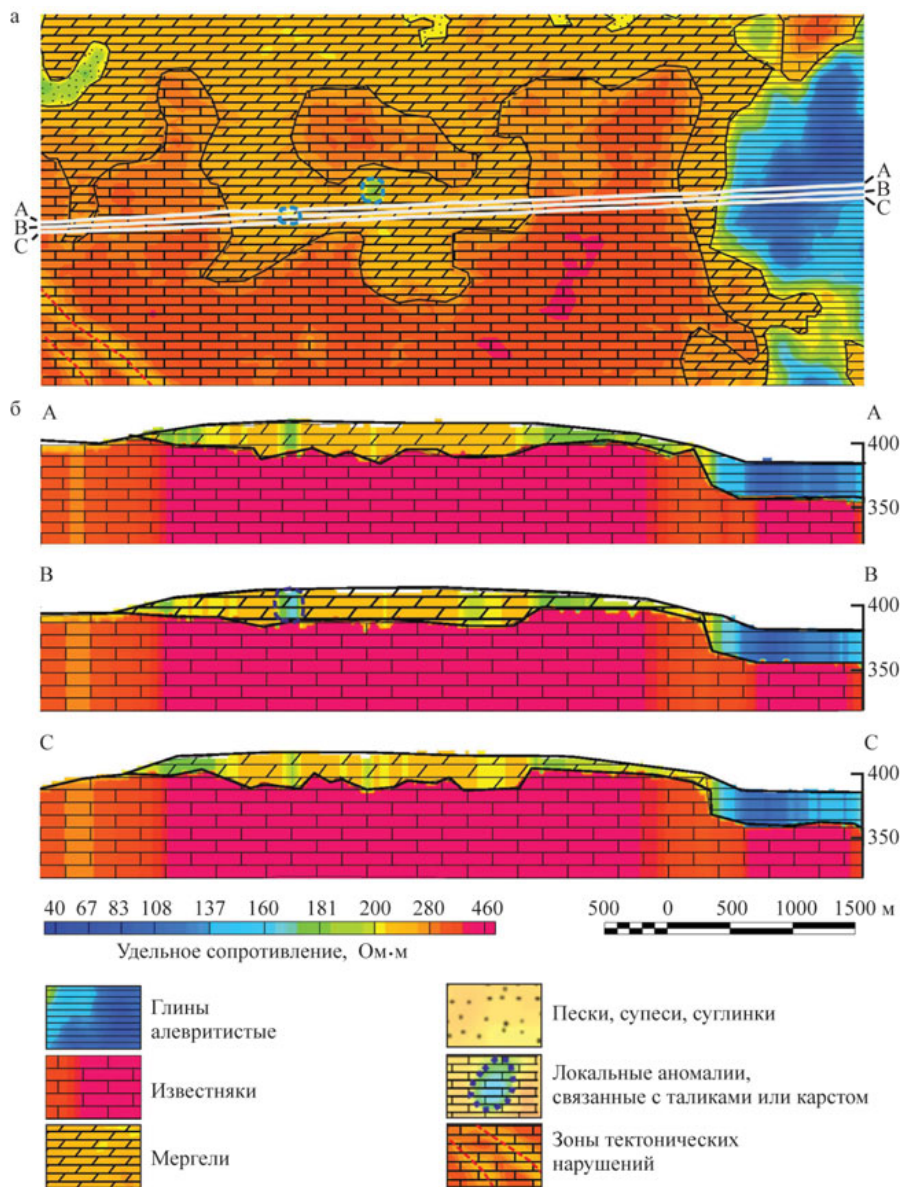 а
А
В
С
А
В
С
б
А
А
400
350
В
В
400
350
С
С
400
350
40 67 83 108 137 160 181 200 280 460
Удельное сопротивление, Ом·м
500 0 500 1000 1500 м
Глины
алевритистые
Известняки
Мергели
Пески, супеси, суглинки
Локальные аномалии,
связанные с таликами или карстом
Зоны тектонических
нарушений